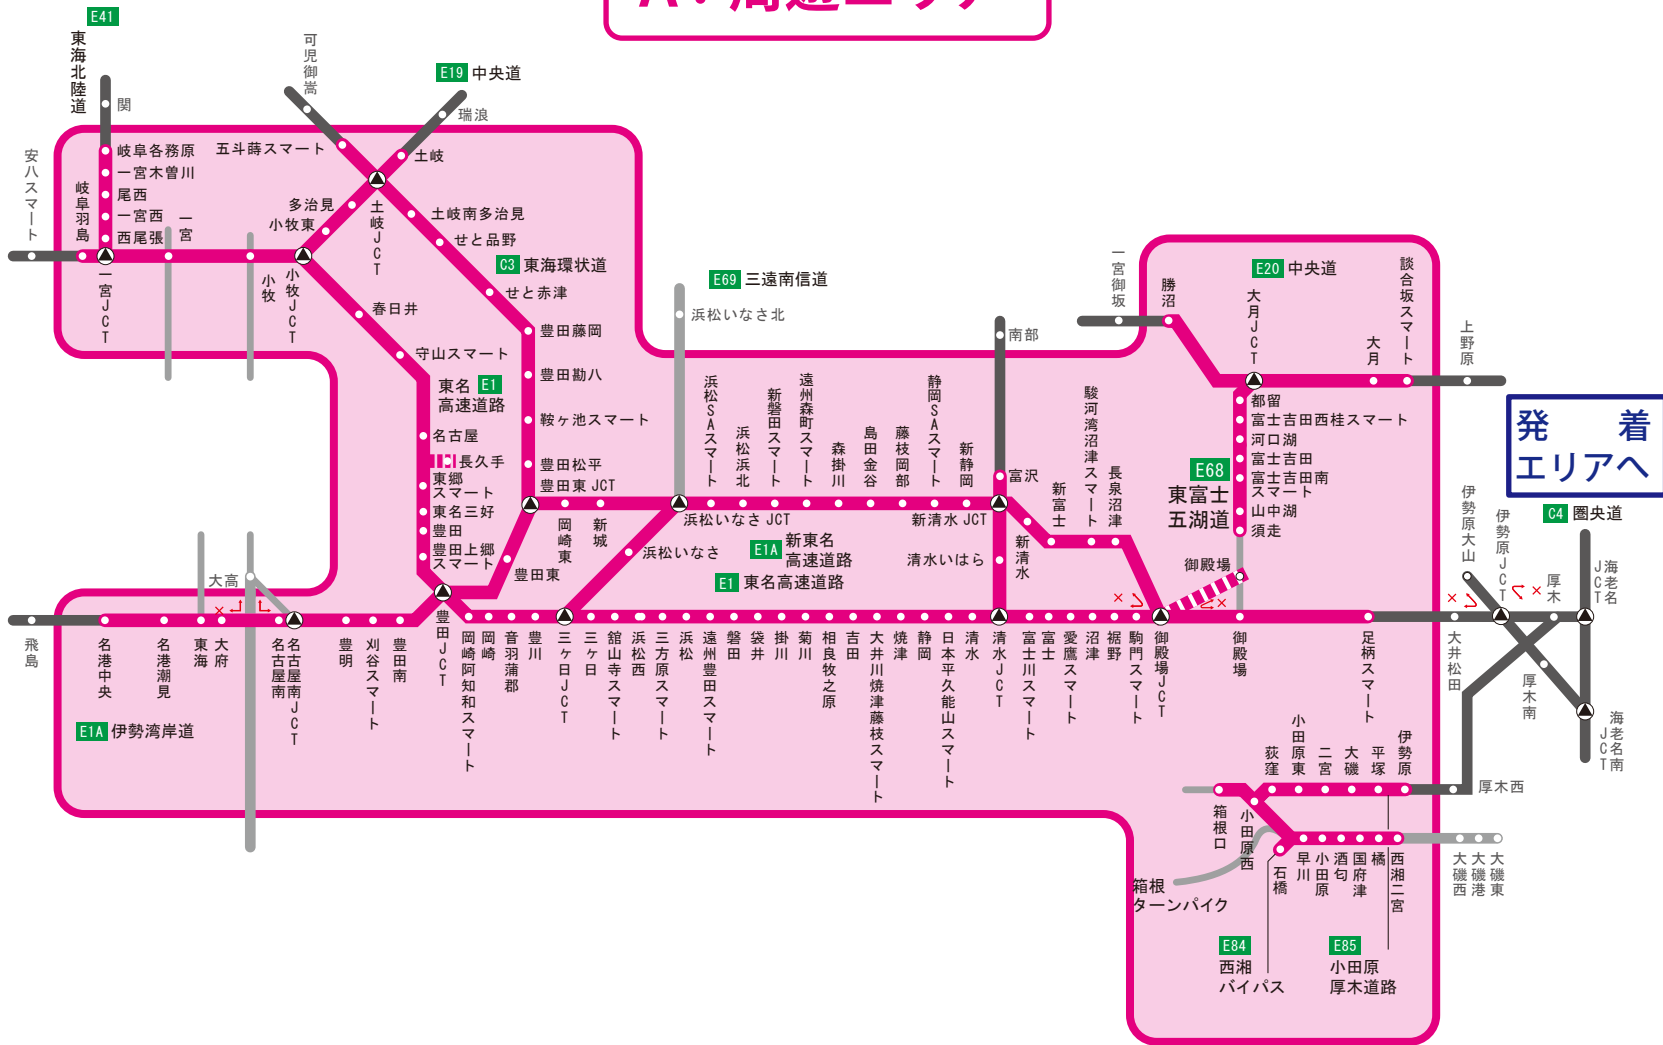 A：周遊エリア
E41
東海北陸道
関
可児御嵩
E19 中央道
瑞浪
安八スマート
岐阜羽島
岐阜各務原
一宮木曽川
尾西
一宮西
西尾張
一宮
一宮JCT
小牧
小牧JCT
五斗蒔スマート
土岐
多治見
小牧東
土岐JCT
土岐南多治見
せと品野
C3 東海環状道
せと赤津
春日井
守山スマート
豊田藤岡
東名 E1
高速道路
豊田勘八
鞍ヶ池スマート
名古屋
長久手
豊田松平
豊田東 JCT
東郷
スマート
東名三好
豊田
豊田上郷
スマート
豊田東
岡崎東
新城
E69 三遠南信道
浜松いなさ北
浜松SAスマート
浜松浜北
新磐田スマート
遠州森町スマート
森掛川
島田金谷
藤枝岡部
静岡SAスマート
新静岡
浜松いなさ JCT
浜松いなさ
E1A 新東名
高速道路
E1 東名高速道路
新清水 JCT
清水いはら
南部
富沢
新清水
新富士
駿河湾沼津スマート
長泉沼津
一宮御坂
勝沼
E20 中央道
大月JCT
大月
談合坂スマート
上野原
都留
富士吉田西桂スマート
河口湖
富士吉田
富士吉田南
スマート
山中湖
須走
E68
東富士
五湖道
御殿場
発着
エリアへ
伊勢原大山
伊勢原JCT
C4 圏央道
厚木
海老名JCT
大井松田
厚木南
海老名南JCT
厚木西
飛島
名港中央
名港潮見
東海
大府
大高
名古屋南
名古屋南JCT
豊明
刈谷スマート
豊田南
豊田JCT
E1A 伊勢湾岸道
岡崎阿知和スマート
岡崎
音羽蒲郡
豊川
三ヶ日JCT
三ヶ日
舘山寺スマート
浜松西
三方原スマート
浜松
遠州豊田スマート
磐田
袋井
掛川
菊川
相良牧之原
吉田
大井川焼津藤枝スマート
焼津
静岡
日本平久能山スマート
清水
清水JCT
富士川スマート
富士
愛鷹スマート
沼津
裾野
駒門スマート
御殿場JCT
御殿場
足柄スマート
荻窪
小田原東
二宮
大磯
平塚
伊勢原
箱根口
小田原西
石橋
早川
小田原
酒匂
国府津
橘
西湘二宮
大磯西
大磯港
大磯東
箱根
ターンパイク
E84
西湘
バイパス
E85
小田原
厚木道路